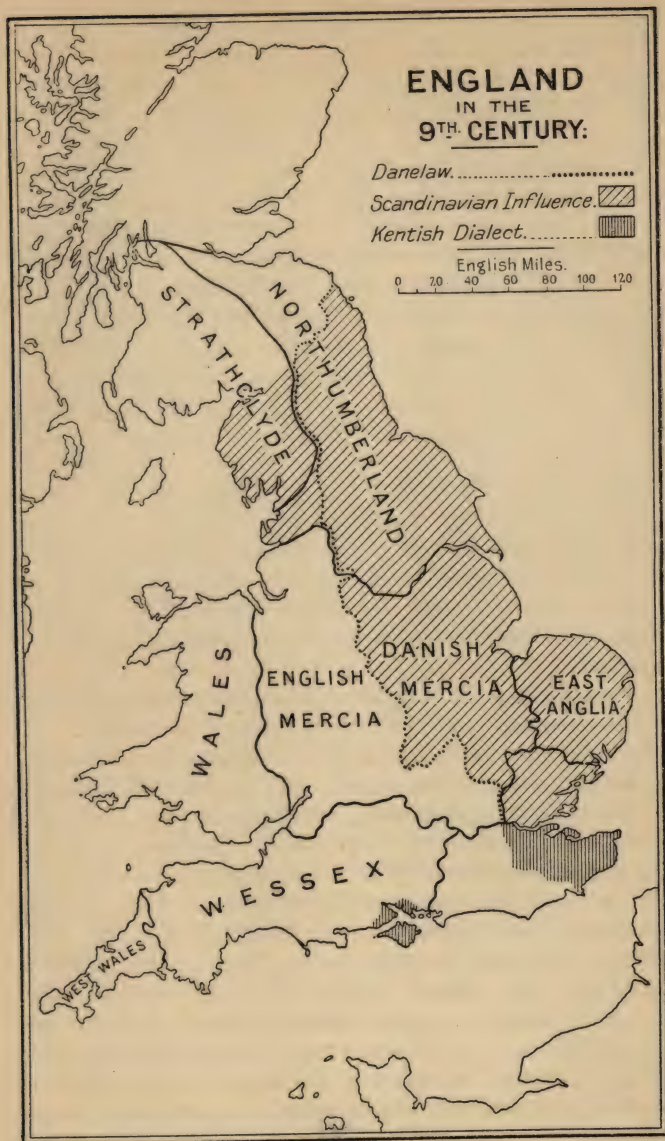 ENGLAND
IN THE
9TH. CENTURY:
Danelaw
Scandinavian Influence.
Kentish Dialect
English Miles.
0 20 40 60 80 100 120
STRATHCLYDE
NORTHUMBERLAND
WALES
ENGLISH
MERCIA
DANISH
MERCIA
EAST
ANGLIA
WESSEX
WEST WALES